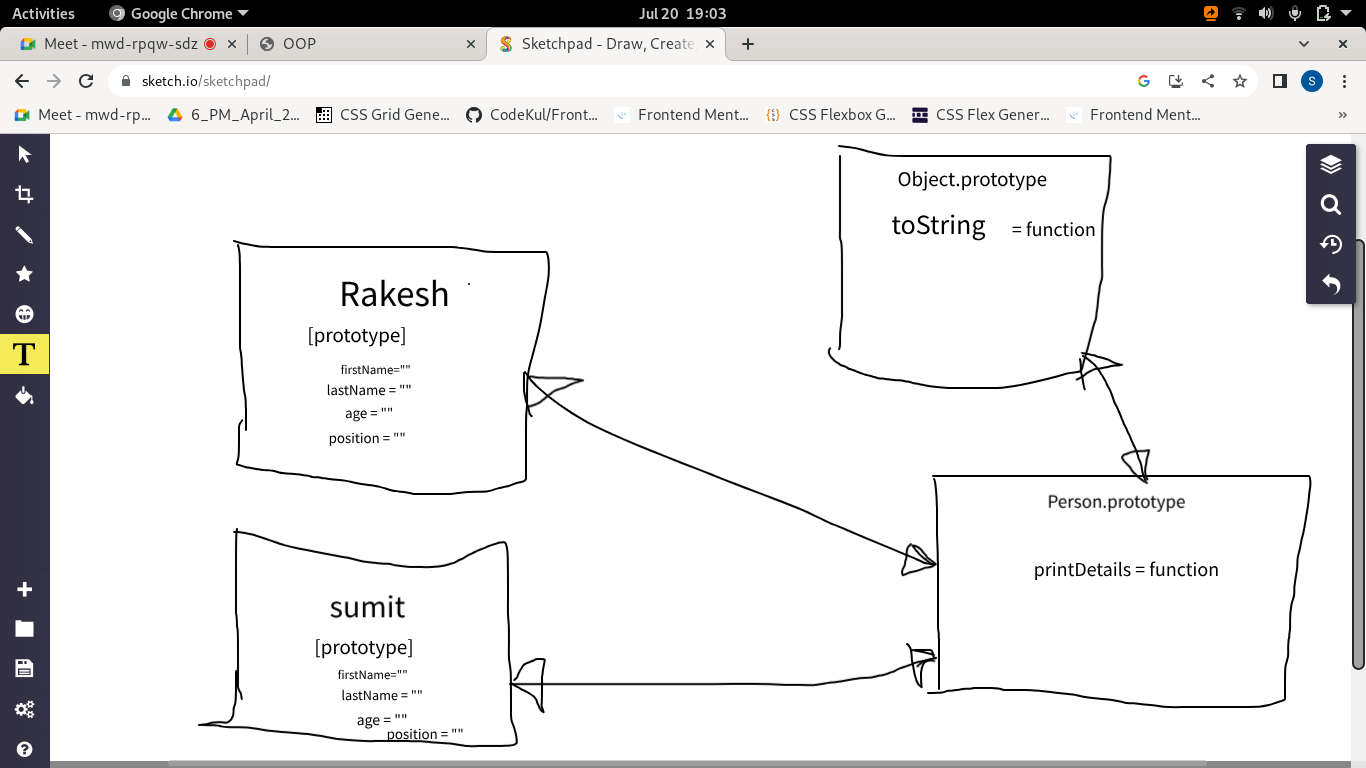 Activities
Google Chrome
Jul 20 19:03
Meet - mwd-rpqw-sdz
OOP
Sketchpad - Draw, Create
sketch.io/sketchpad/
S
Meet - mwd-rp...
6_PM_April_2...
CSS Grid Gene...
CodeKul/Front...
Frontend Ment...
CSS Flexbox G...
CSS Flex Gener...
Frontend Ment...
»
T
Object.prototype
toString = function
Rakesh
[prototype]
firstName=""
lastName = ""
age = ""
position = ""
Person.prototype
printDetails = function
sumit
[prototype]
firstName=""
lastName = ""
age = ""
position = ""